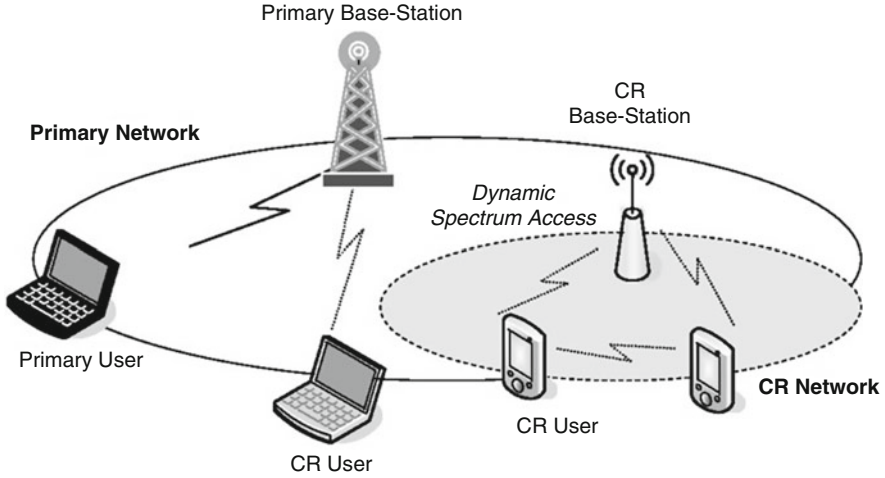 Primary Base-Station
CR
Base-Station
Primary Network
Dynamic
Spectrum Access
Primary User
CR Network
CR User
CR User